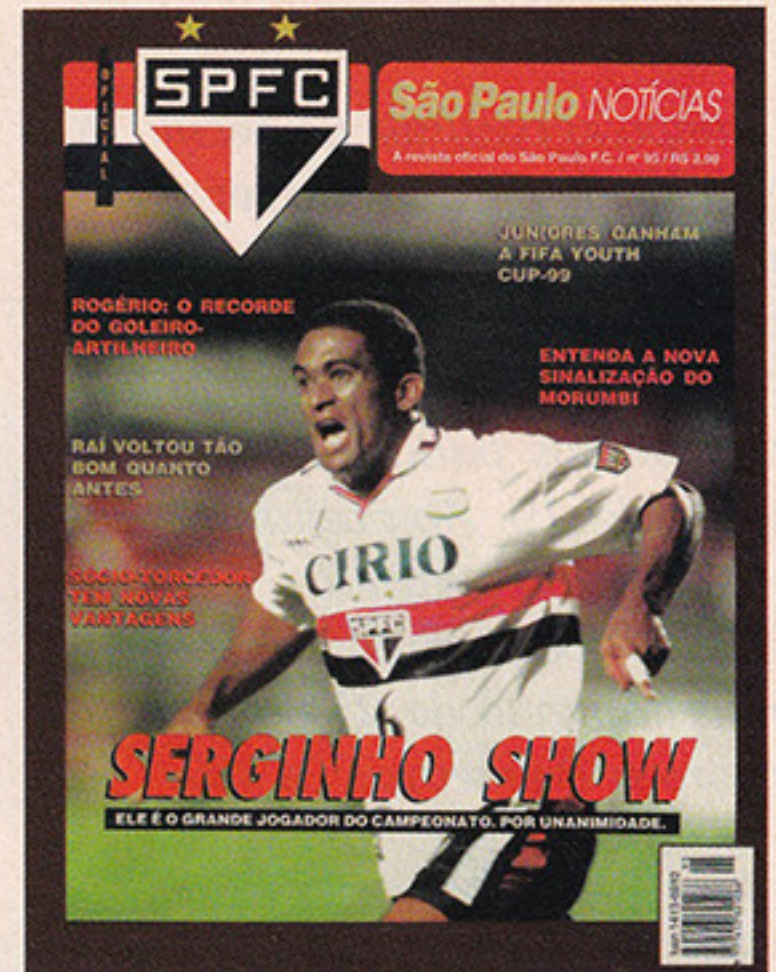 OFICIAL
SPFC
São Paulo NOTÍCIAS
A revista oficial do São Paulo F.C. / nº 95 / R$ 3,00
JUNIORES GANHAM
A FIFA YOUTH
CUP-99
ROGÉRIO: O RECORDE
DO GOLEIRO-
ARTILHEIRO
ENTENDA A NOVA
SINALIZAÇÃO DO
MORUMBI
RAÍ VOLTOU TÃO
BOM QUANTO
ANTES
SÓCIO-TORCEDOR
TEM NOVAS
VANTAGENS
CIRIO
SPFC
6
SERGINHO SHOW
ELE É O GRANDE JOGADOR DO CAMPEONATO. POR UNANIMIDADE.